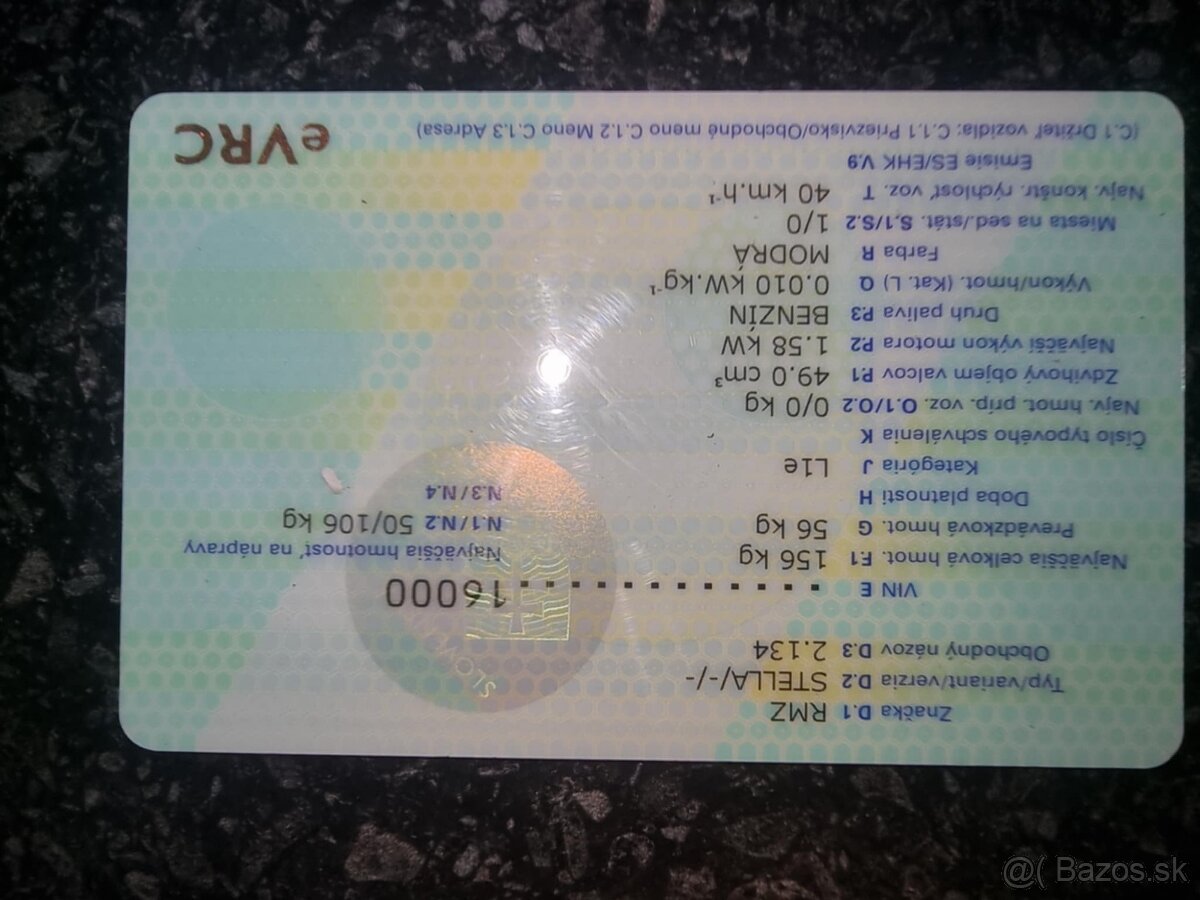 Značka D.1 RMZ
Typ/variant/verzia D.2 STELLA/-/-
Obchodný názov D.3 2.134
SLOV
VIN E ▪▪▪▪▪▪▪▪▪▪▪▪16000
Najväčšia celková hmot. F.1 156 kg
Najväčšia hmotnosť na nápravy
Prevádzková hmot. G 56 kg
N.1/N.2 50/106 kg
Doba platnosti H
N.3/N.4
Kategória J L1e
Číslo typového schválenia K
Najv. hmot. príp. voz. O.1/O.2 0/0 kg
Zdvihový objem valcov P.1 49.0 cm³
Najväčší výkon motora P.2 1.58 kW
Druh paliva P.3 BENZÍN
Výkon/hmot. (Kat. L) Q 0.010 kW.kg⁻¹
Farba R MODRÁ
Miesta na sed./stát. S.1/S.2 1/0
Najv. konštr. rýchlosť voz. T 40 km.h⁻¹
Emisie ES/EHK V.9
(C.1 Držiteľ vozidla: C.1.1 Priezvisko/Obchodné meno C.1.2 Meno C.1.3 Adresa)
eVRC
@( Bazos.sk